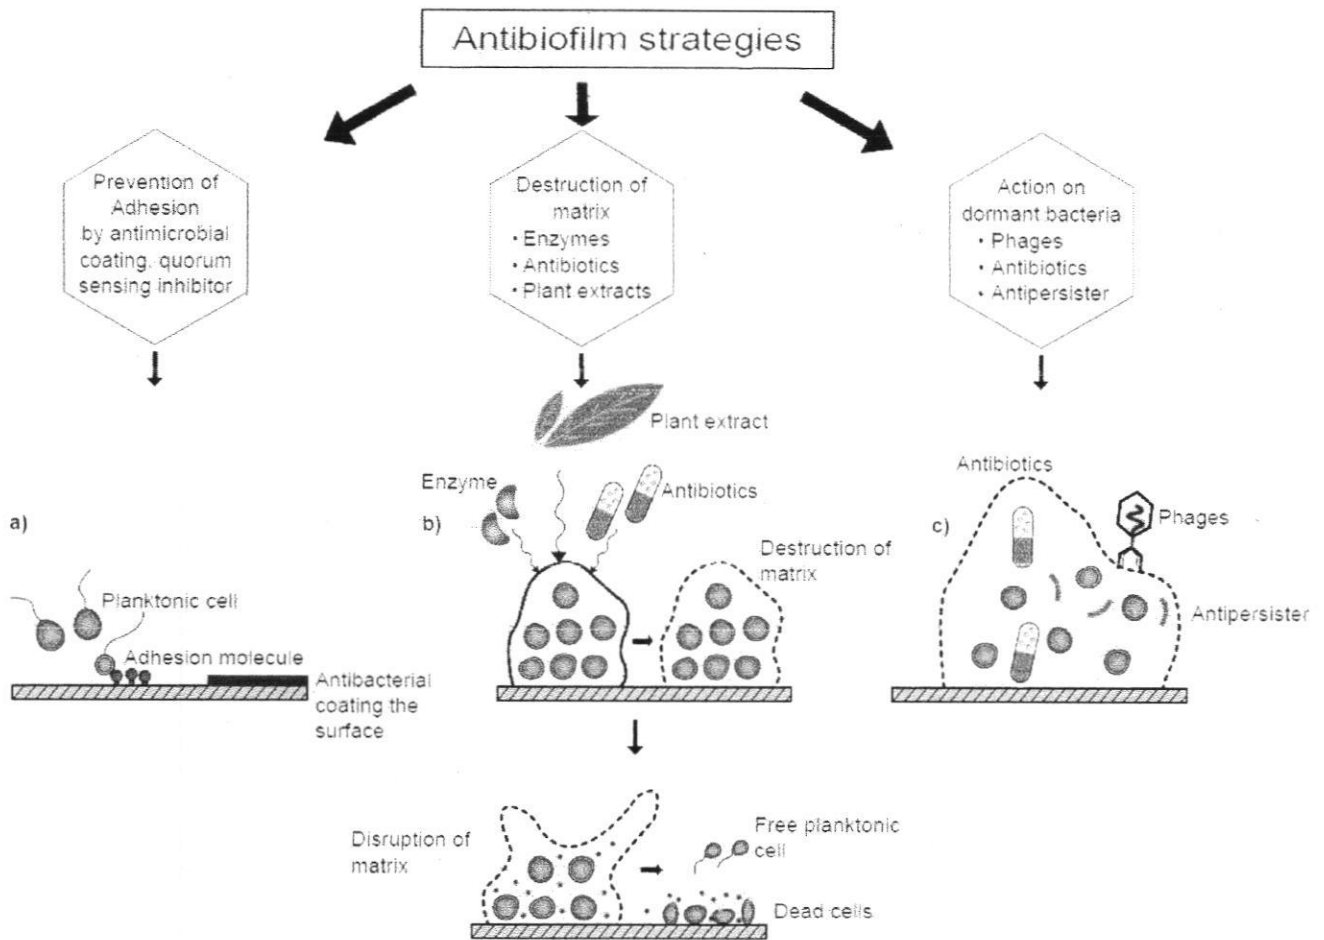 Antibiofilm strategies
Prevention of
Adhesion
by antimicrobial
coating, quorum
sensing inhibitor
Destruction of
matrix
• Enzymes
• Antibiotics
• Plant extracts
Action on
dormant bacteria
• Phages
• Antibiotics
• Antipersister
a)
Planktonic cell
Adhesion molecule
Antibacterial
coating the
surface
b)
Plant extract
Enzyme
Antibiotics
Destruction of
matrix
Disruption of
matrix
Free planktonic
cell
Dead cells
c)
Antibiotics
Phages
Antipersister